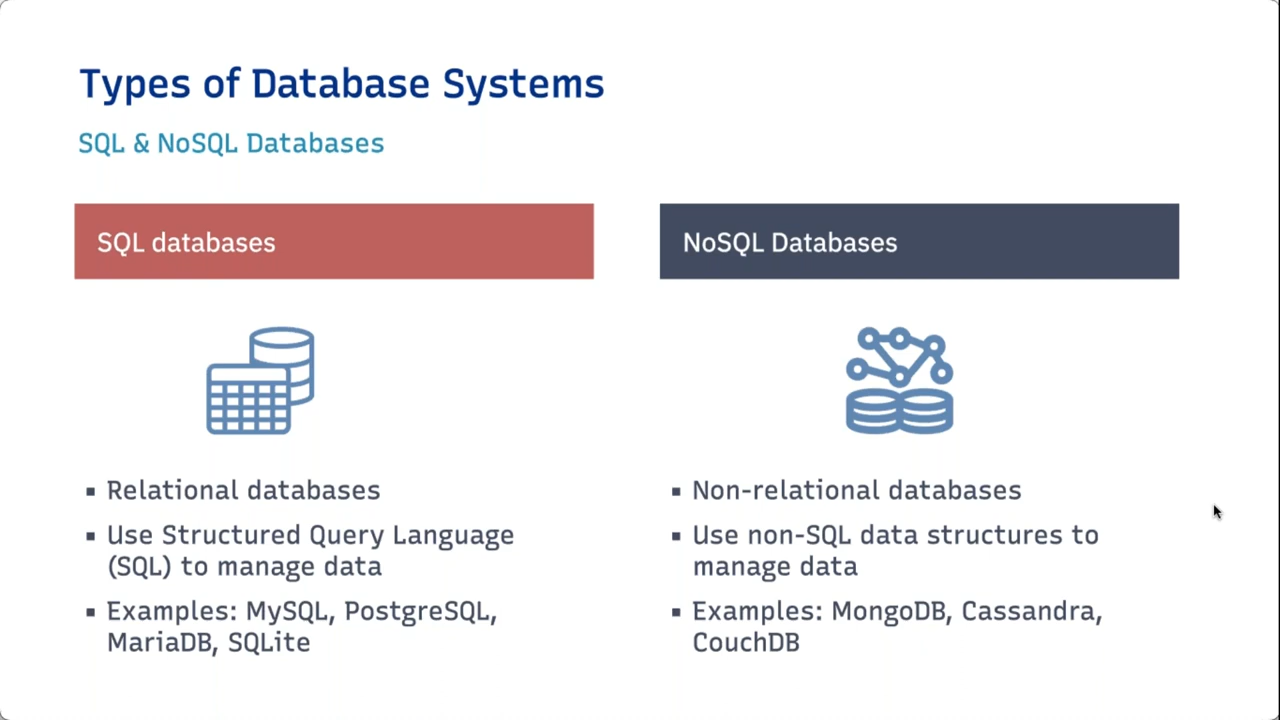 Types of Database Systems
SQL & NoSQL Databases
SQL databases
▪ Relational databases
▪ Use Structured Query Language
(SQL) to manage data
▪ Examples: MySQL, PostgreSQL,
MariaDB, SQLite
NoSQL Databases
▪ Non-relational databases
▪ Use non-SQL data structures to
manage data
▪ Examples: MongoDB, Cassandra,
CouchDB